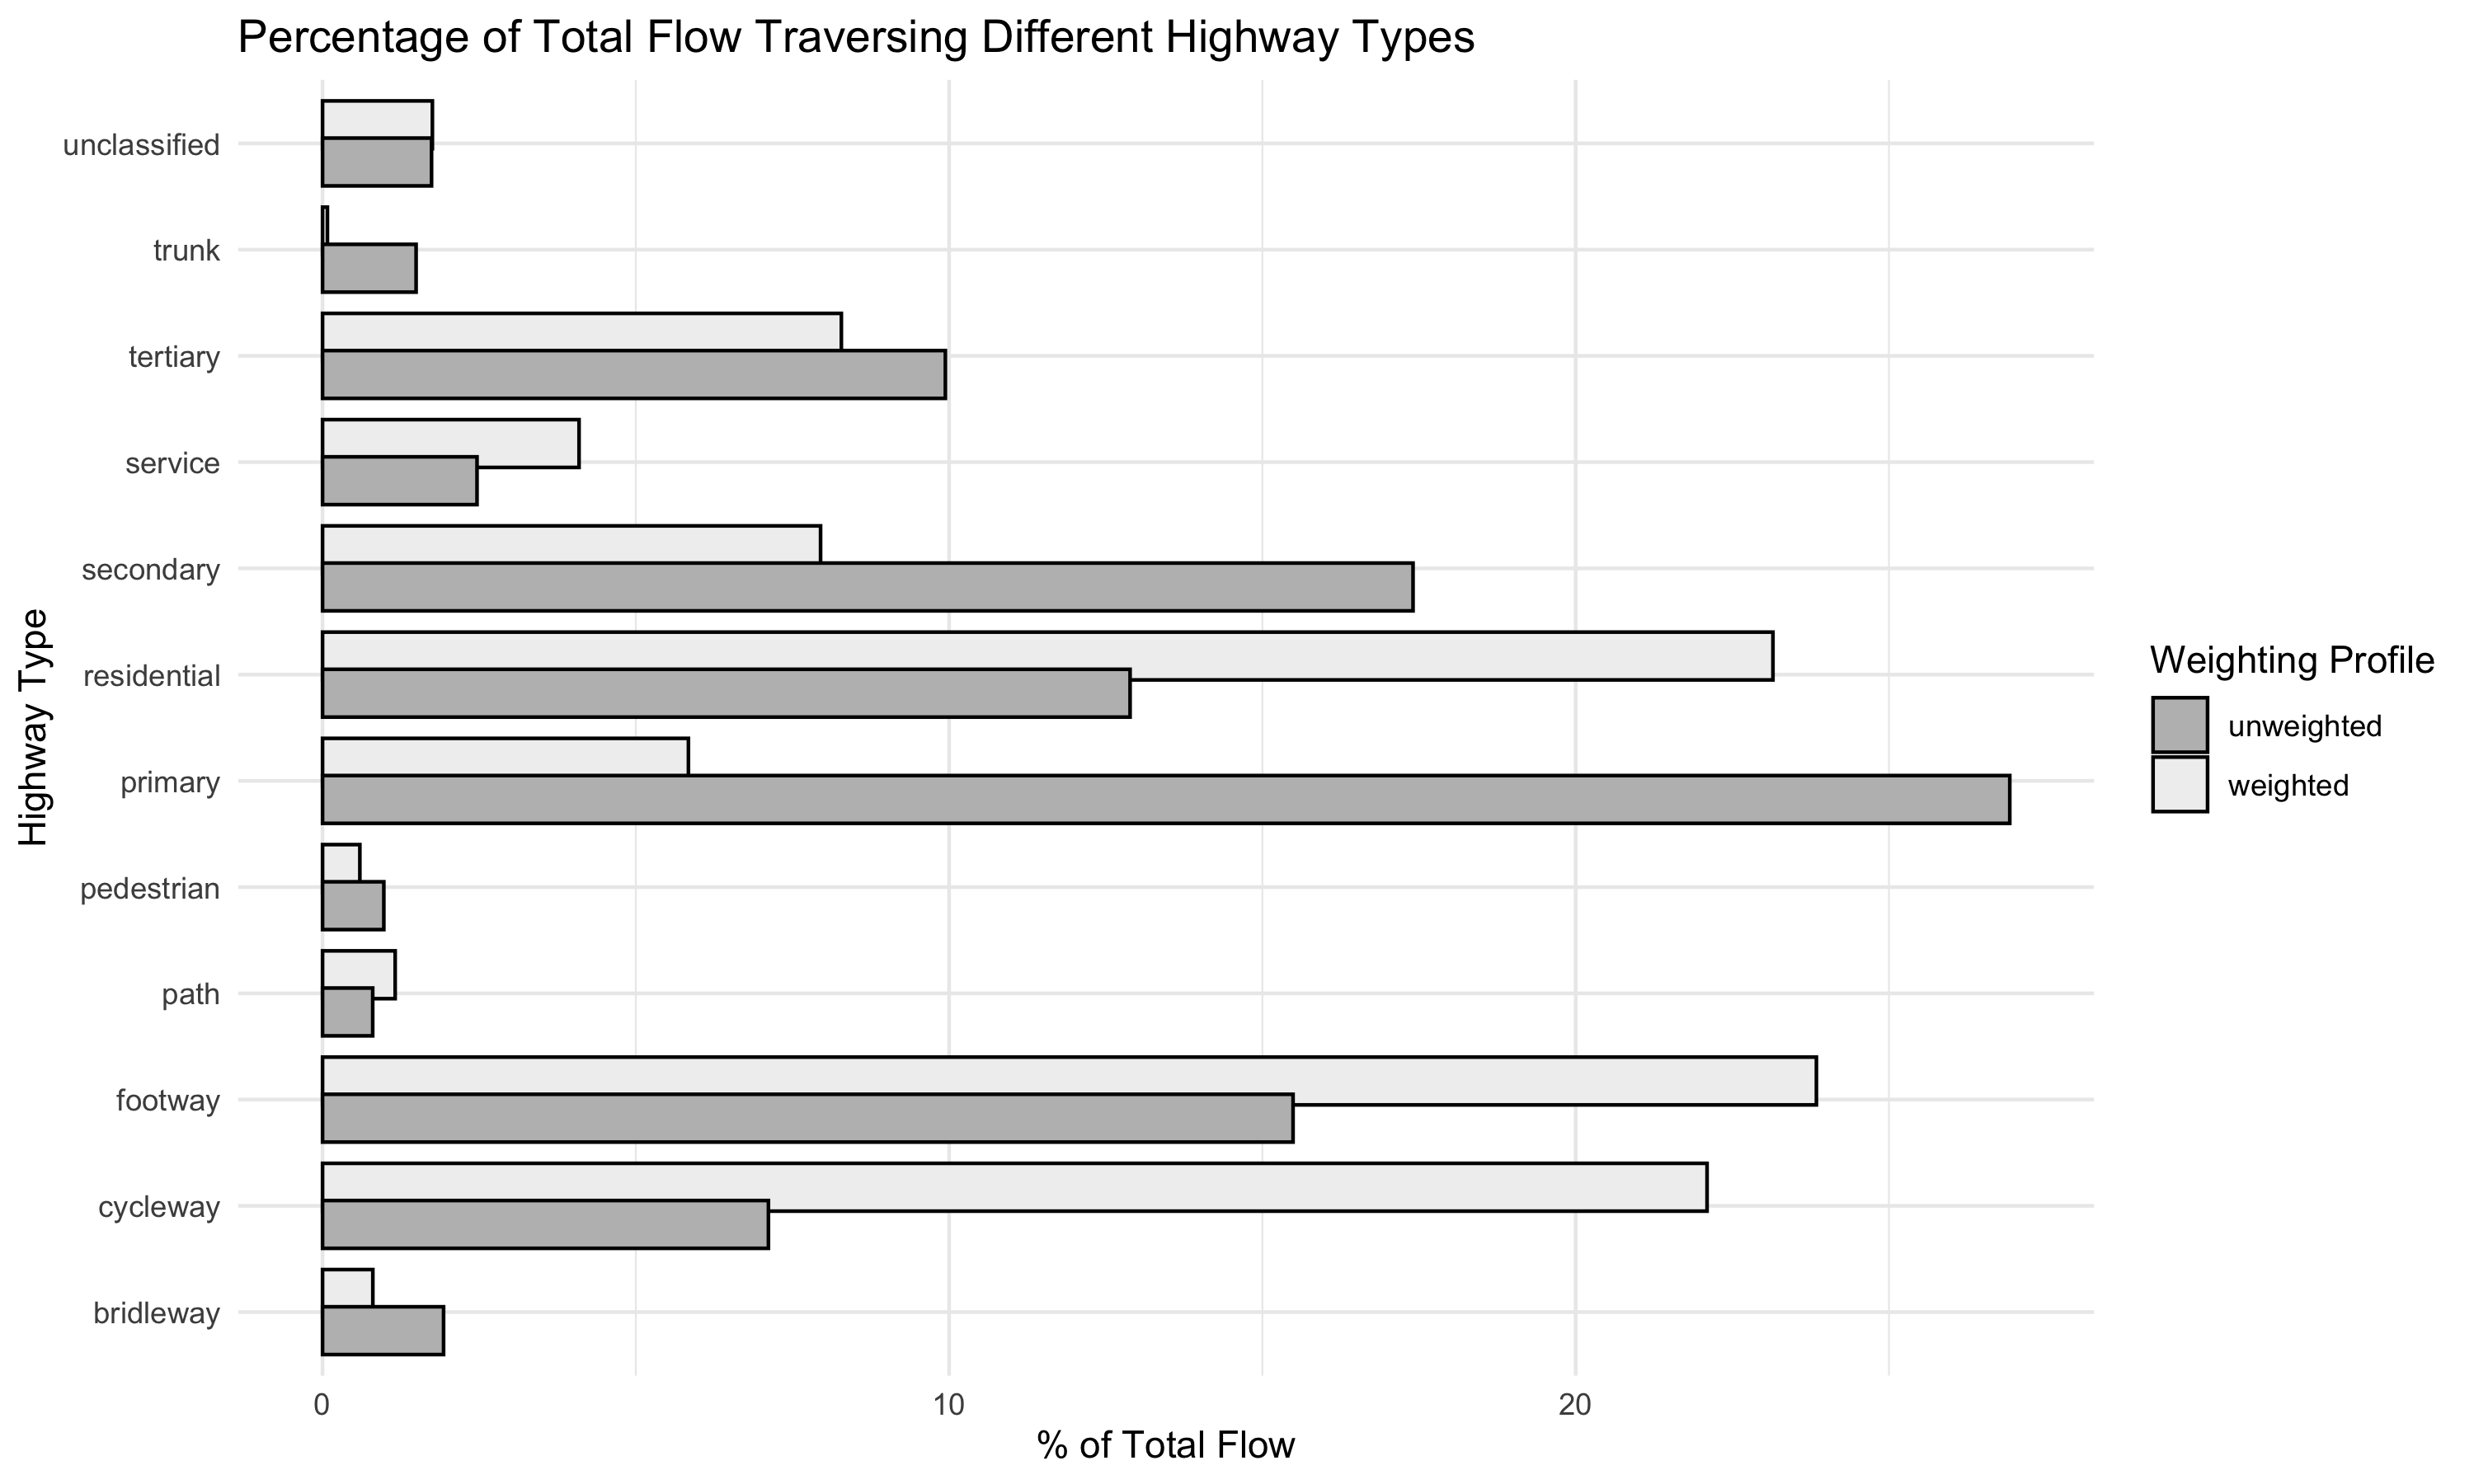 Percentage of Total Flow Traversing Different Highway Types
Highway Type
unclassified
trunk
tertiary
service
secondary
residential
primary
pedestrian
path
footway
cycleway
bridleway
0 10 20
% of Total Flow
Weighting Profile
unweighted
weighted